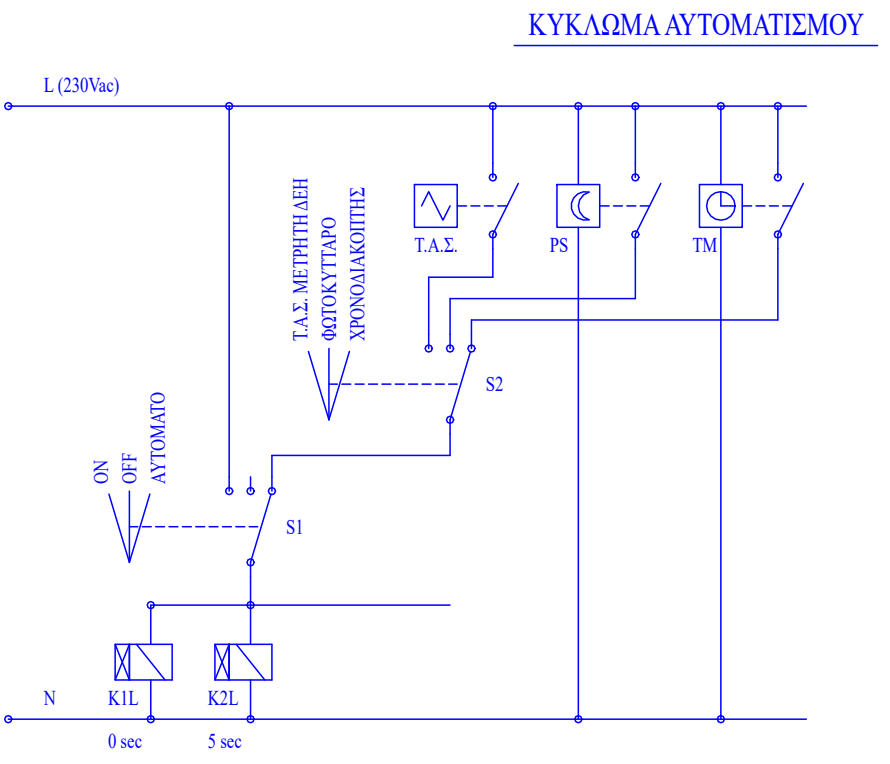 ΚΥΚΛΩΜΑ ΑΥΤΟΜΑΤΙΣΜΟΥ
L (230Vac)
Τ.Α.Σ. ΜΕΤΡΗΤΗ ΔΕΗ
ΦΩΤΟΚΥΤΤΑΡΟ
ΧΡΟΝΟΔΙΑΚΟΠΤΗΣ
Τ.Α.Σ.
PS
TM
S2
ON
OFF
ΑΥΤΟΜΑΤΟ
S1
N
K1L
K2L
0 sec
5 sec